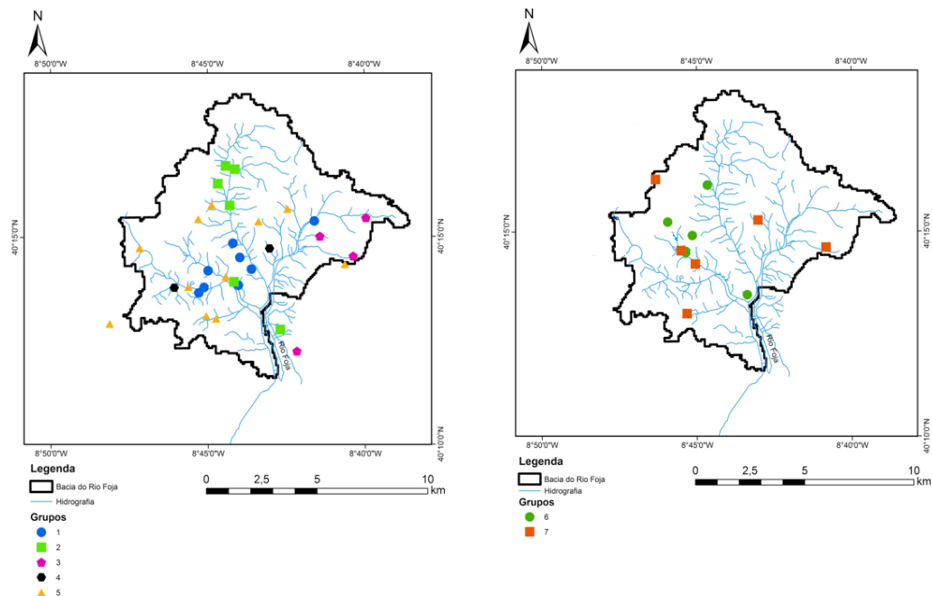 N
8°50'0"W
8°45'0"W
8°40'0"W
40°15'0"N
40°15'0"N
Rio Foja
40°10'0"N
8°50'0"W
8°45'0"W
8°40'0"W
Legenda
Bacia do Rio Foja
Hidrografia
Grupos
1
2
3
4
5
0 2,5 5 10
km
N
8°50'0"W
8°45'0"W
8°40'0"W
40°15'0"N
40°15'0"N
Rio Foja
40°10'0"N
8°50'0"W
8°45'0"W
8°40'0"W
Legenda
Bacia do Rio Foja
Hidrografia
Grupos
6
7
0 2,5 5 10
km